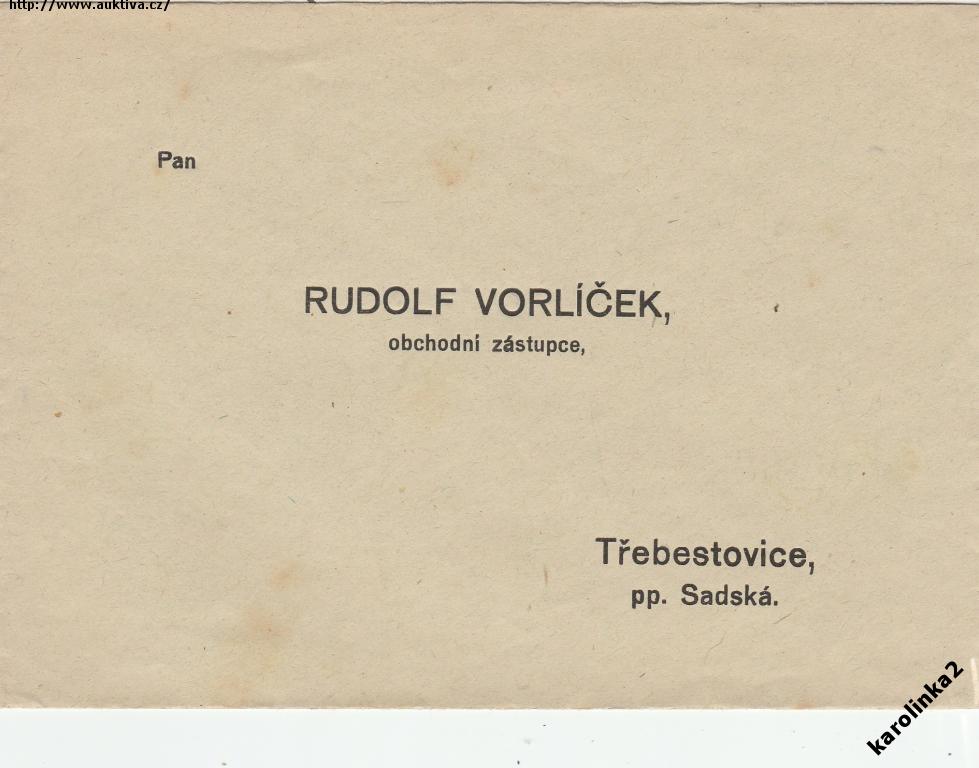 http://www.auktiva.cz/
Pan
RUDOLF VORLÍČEK,
obchodní zástupce,
Třebestovice,
pp. Sadská.
karolinka2